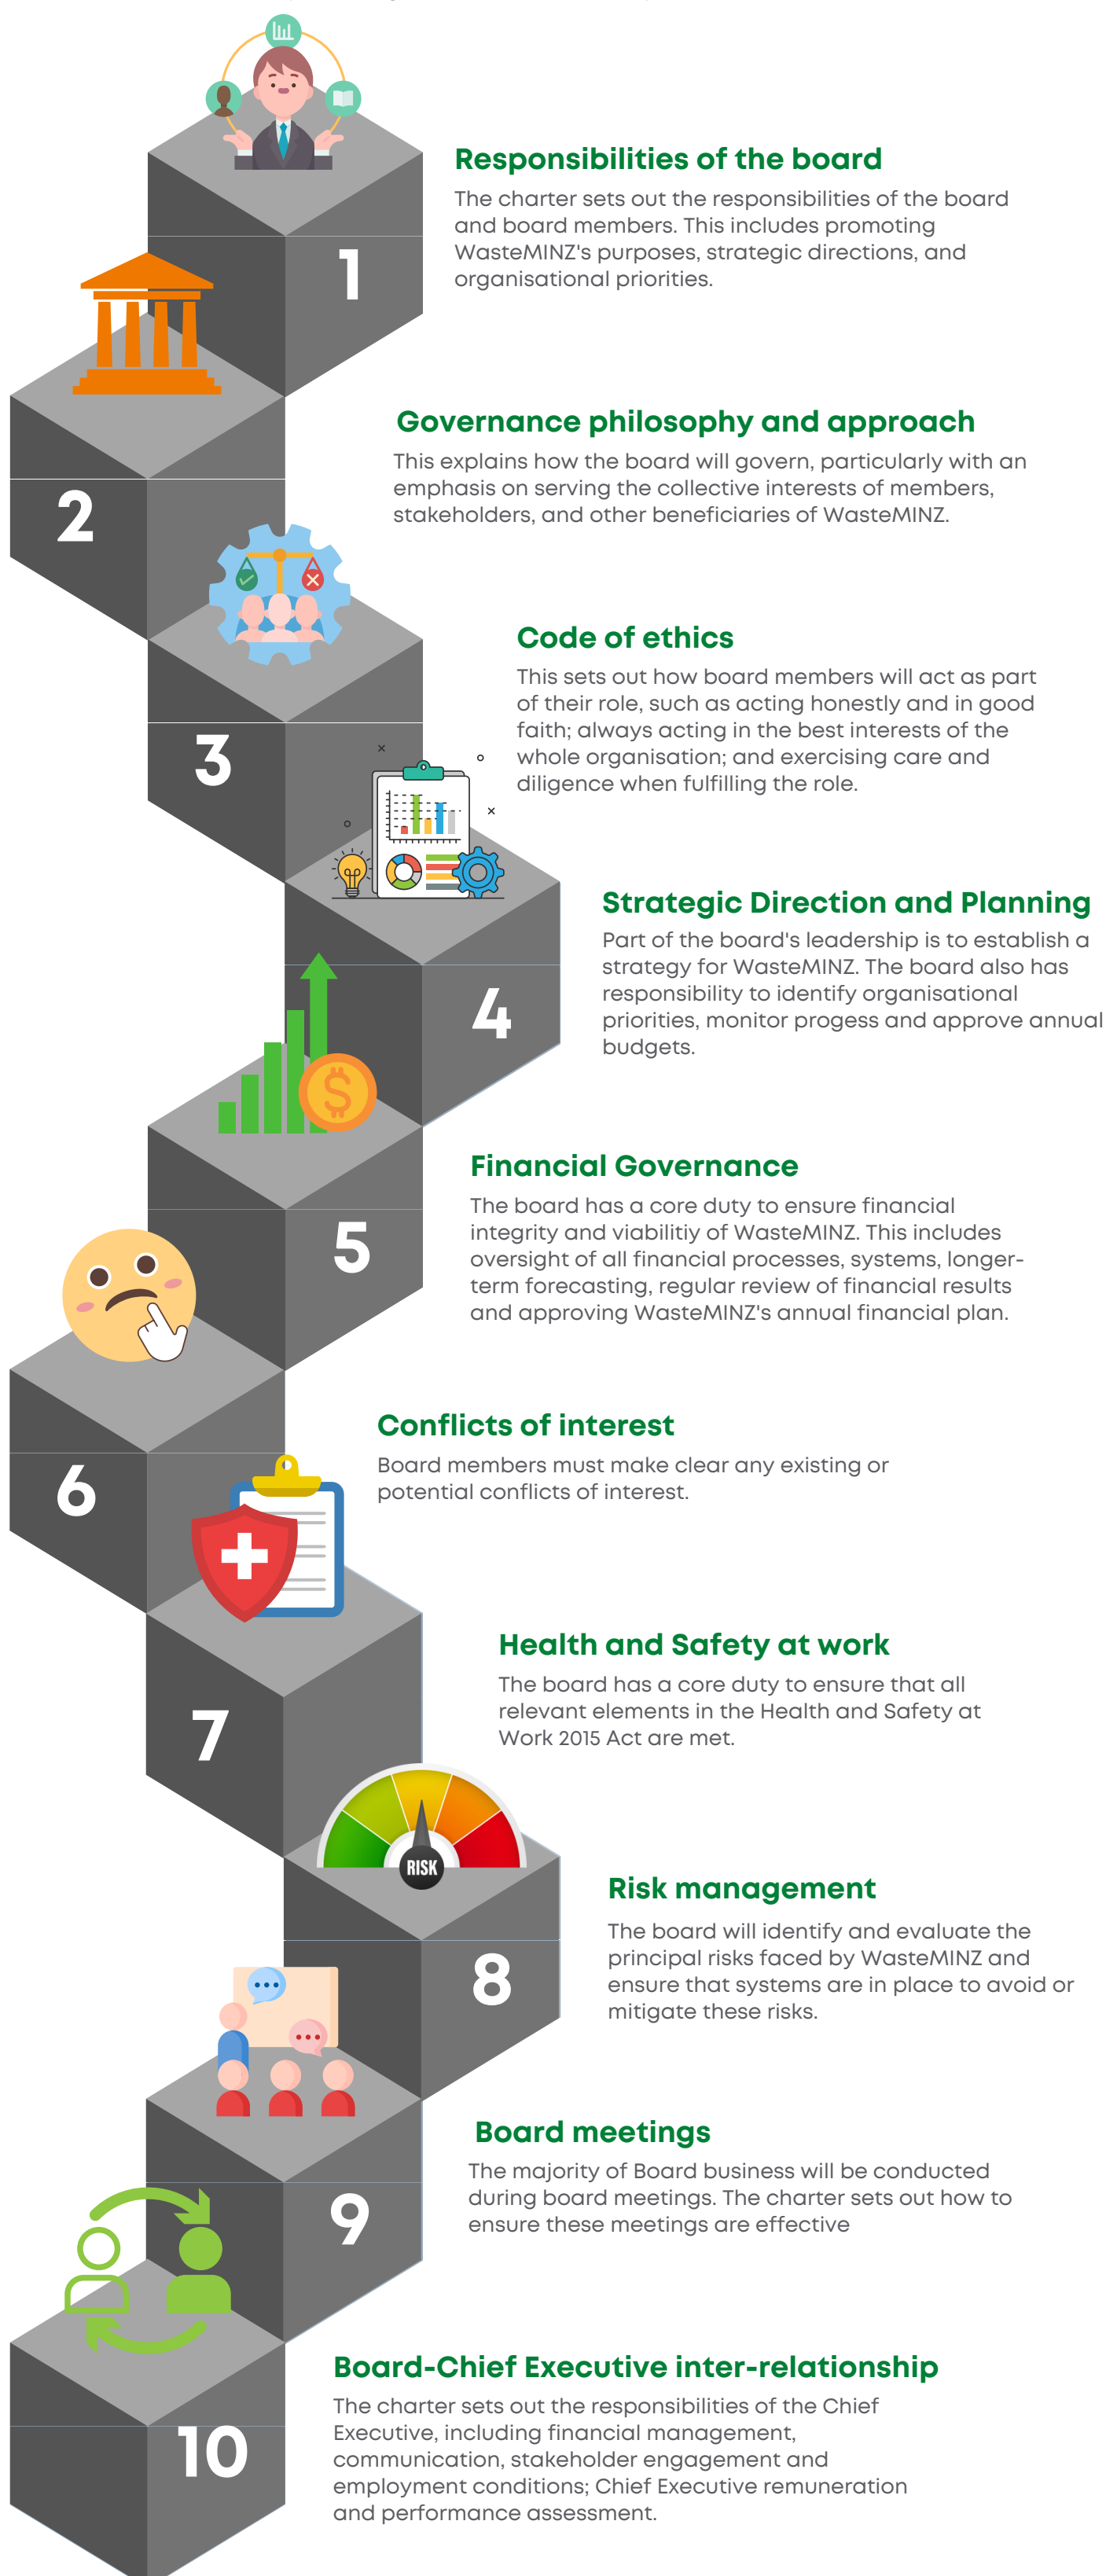 Responsibilities of the board
The charter sets out the responsibilities of the board
and board members. This includes promoting
WasteMINZ's purposes, strategic directions, and
organisational priorities.
1
Governance philosophy and approach
This explains how the board will govern, particularly with an
emphasis on serving the collective interests of members,
stakeholders, and other beneficiaries of WasteMINZ.
2
Code of ethics
This sets out how board members will act as part
of their role, such as acting honestly and in good
faith; always acting in the best interests of the
whole organisation; and exercising care and
diligence when fulfilling the role.
3
Strategic Direction and Planning
Part of the board's leadership is to establish a
strategy for WasteMINZ. The board also has
responsibility to identify organisational
priorities, monitor progess and approve annual
budgets.
4
Financial Governance
The board has a core duty to ensure financial
integrity and viabilitiy of WasteMINZ. This includes
oversight of all financial processes, systems, longer-
term forecasting, regular review of financial results
and approving WasteMINZ's annual financial plan.
$
5
Conflicts of interest
Board members must make clear any existing or
potential conflicts of interest.
6
Health and Safety at work
The board has a core duty to ensure that all
relevant elements in the Health and Safety at
Work 2015 Act are met.
7
RISK
Risk management
The board will identify and evaluate the
principal risks faced by WasteMINZ and
ensure that systems are in place to avoid or
mitigate these risks.
8
Board meetings
The majority of Board business will be conducted
during board meetings. The charter sets out how to
ensure these meetings are effective
9
Board-Chief Executive inter-relationship
The charter sets out the responsibilities of the Chief
Executive, including financial management,
communication, stakeholder engagement and
employment conditions; Chief Executive remuneration
and performance assessment.
10